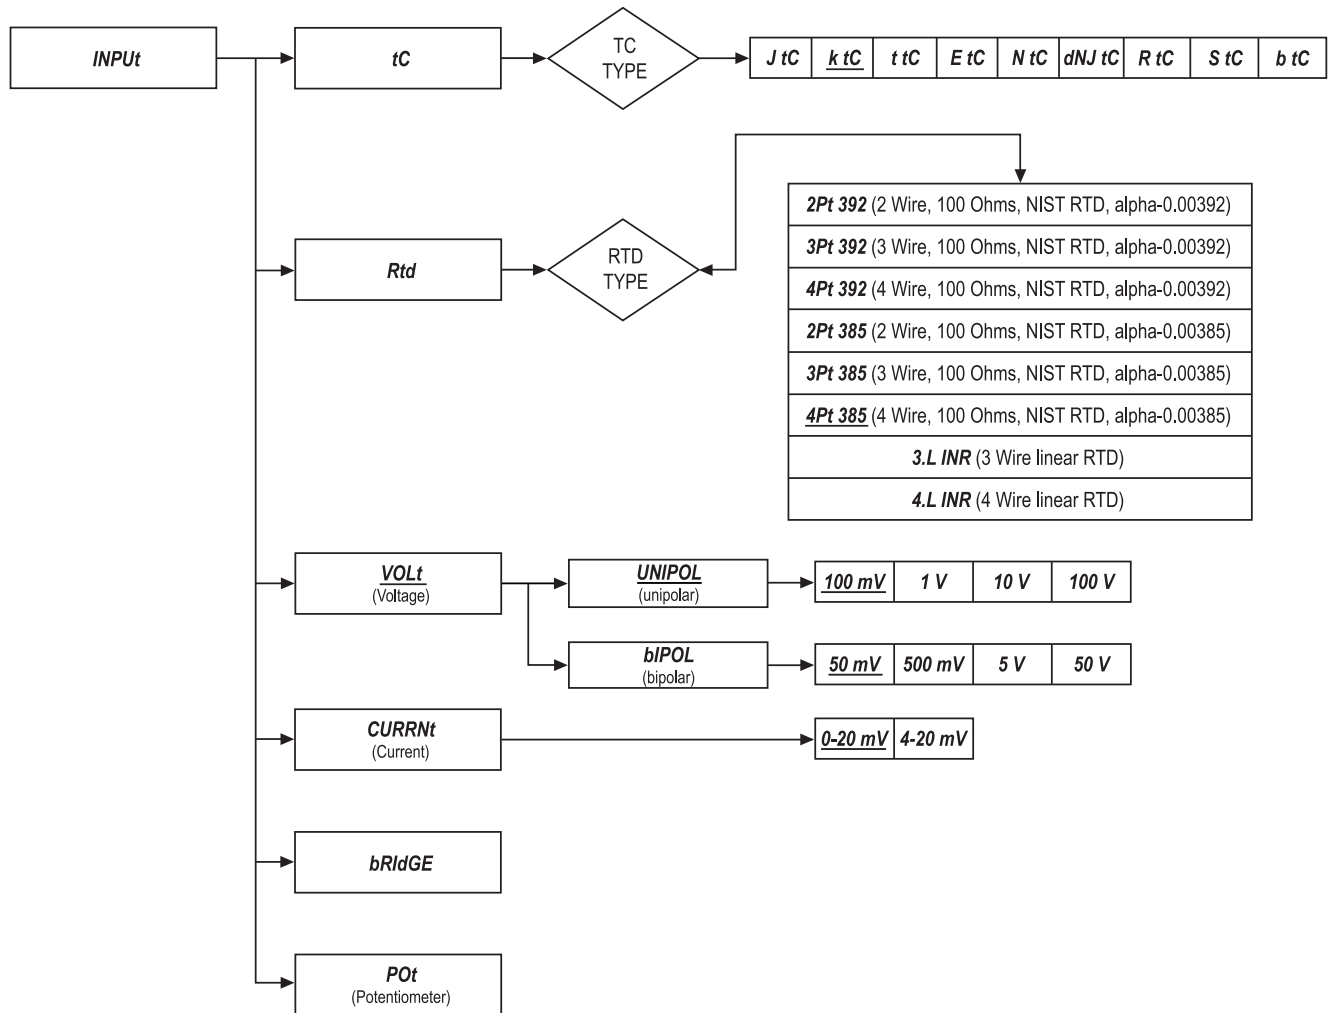 INPUt
tC
TC
TYPE
J tC
k tC
t tC
E tC
N tC
dNJ tC
R tC
S tC
b tC
Rtd
RTD
TYPE
2Pt 392 (2 Wire, 100 Ohms, NIST RTD, alpha-0.00392)
3Pt 392 (3 Wire, 100 Ohms, NIST RTD, alpha-0.00392)
4Pt 392 (4 Wire, 100 Ohms, NIST RTD, alpha-0.00392)
2Pt 385 (2 Wire, 100 Ohms, NIST RTD, alpha-0.00385)
3Pt 385 (3 Wire, 100 Ohms, NIST RTD, alpha-0.00385)
4Pt 385 (4 Wire, 100 Ohms, NIST RTD, alpha-0.00385)
3.L INR (3 Wire linear RTD)
4.L INR (4 Wire linear RTD)
VOLt
(Voltage)
UNIPOL
(unipolar)
100 mV
1 V
10 V
100 V
bIPOL
(bipolar)
50 mV
500 mV
5 V
50 V
CURRNt
(Current)
0-20 mV
4-20 mV
bRIdGE
POt
(Potentiometer)